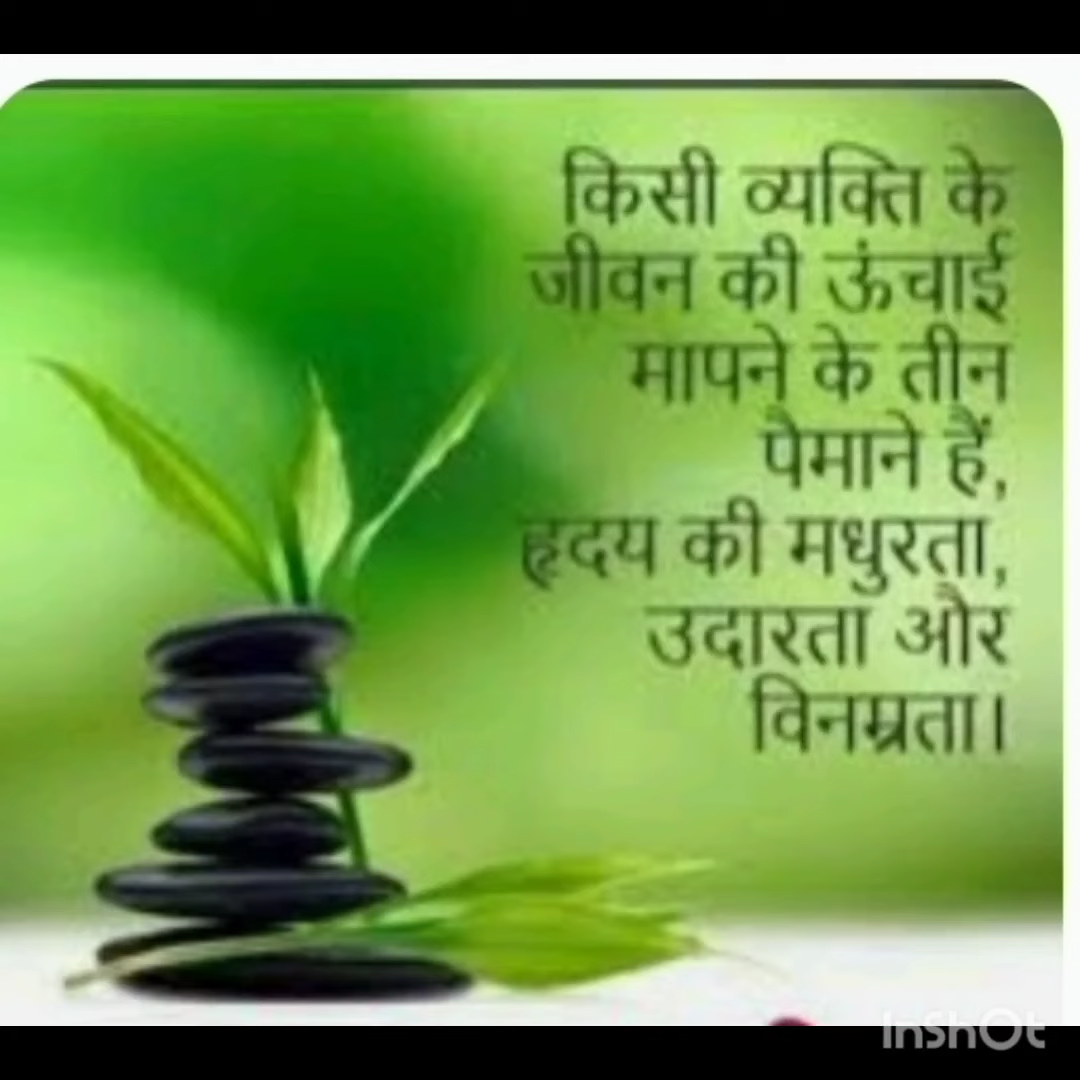 किसी व्यक्ति के
जीवन की ऊंचाई
मापने के तीन
पैमाने हैं,
हृदय की मधुरता,
उदारता और
विनम्रता।
InShOt